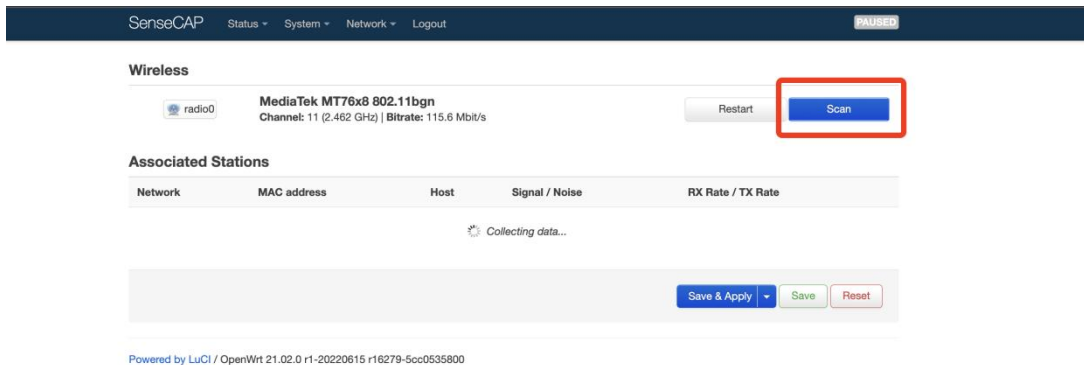 SenseCAP Status System Network Logout PAUSED
Wireless
radio0 MediaTek MT76x8 802.11bgn Restart Scan
Channel: 11 (2.462 GHz) | Bitrate: 115.6 Mbit/s
Associated Stations
Network MAC address Host Signal / Noise RX Rate / TX Rate
Collecting data...
Save & Apply Save Reset
Powered by LuCI / OpenWrt 21.02.0 r1-20220615 r16279-5cc0535800